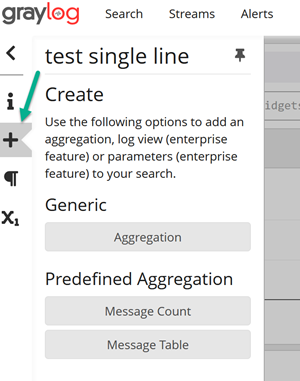 graylog Search Streams Alerts
test single line
Create
Use the following options to add an
aggregation, log view (enterprise
feature) or parameters (enterprise
feature) to your search.
Generic
Aggregation
Predefined Aggregation
Message Count
Message Table
idgets
X₁